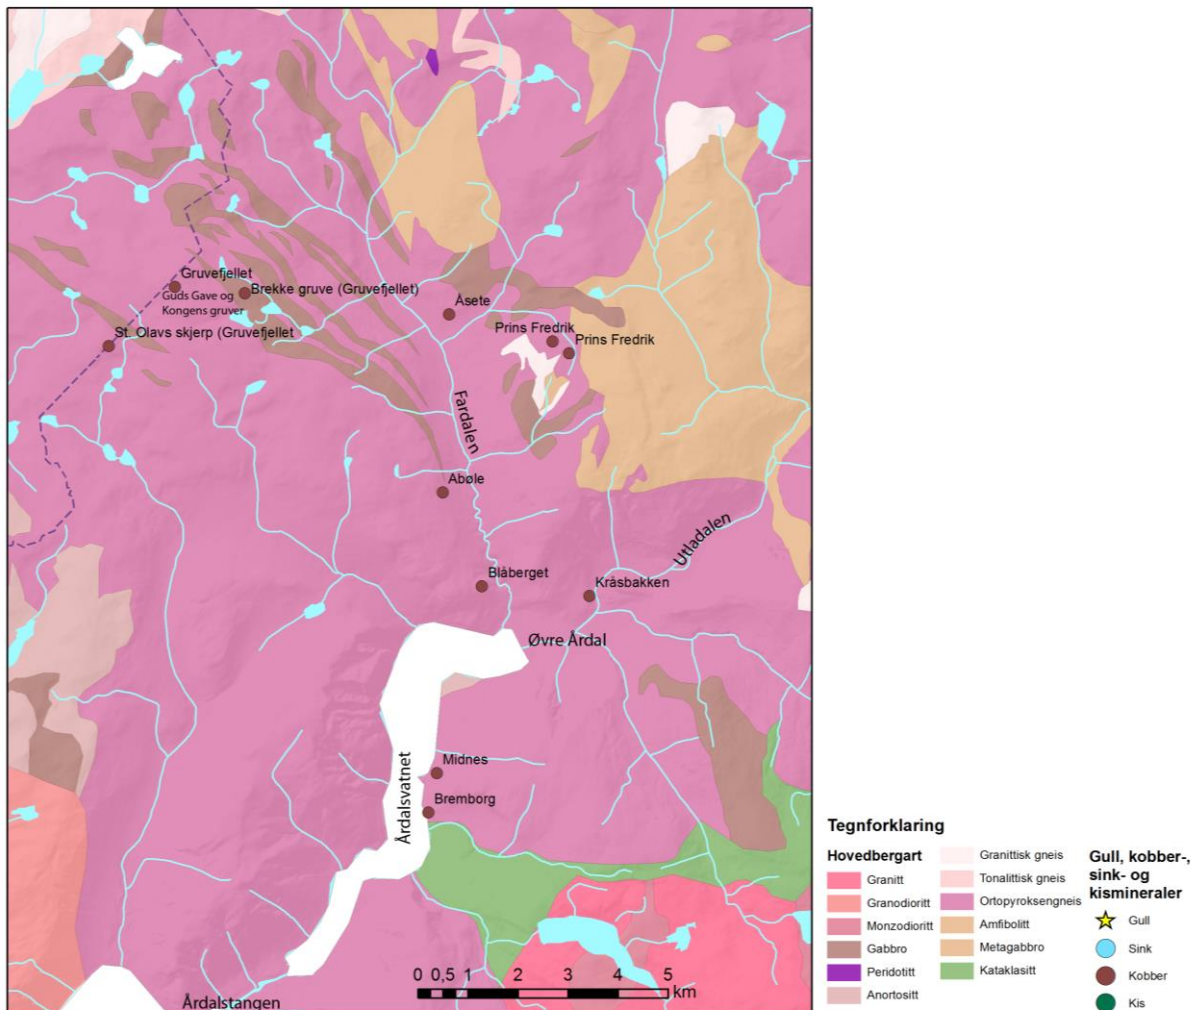 Gruvefjellet
Guds Gave og
Kongens gruver
Brekke gruve (Gruvefjellet)
St. Olavs skjerp (Gruvefjellet
Åsete
Prins Fredrik
Prins Fredrik
Fardalen
Abøle
Utladalen
Blåberget
Kråsbakken
Øvre Årdal
Årdalsvatnet
Midnes
Bremborg
Årdalstangen
0 0,5 1 2 3 4 5
km
Tegnforklaring
Hovedbergart
Granitt
Granodioritt
Monzodioritt
Gabbro
Peridotitt
Anortositt
Granittisk gneis
Tonalittisk gneis
Ortopyroksengneis
Amfibolitt
Metagabbro
Kataklasitt
Gull, kobber-,
sink- og
kismineraler
Gull
Sink
Kobber
Kis